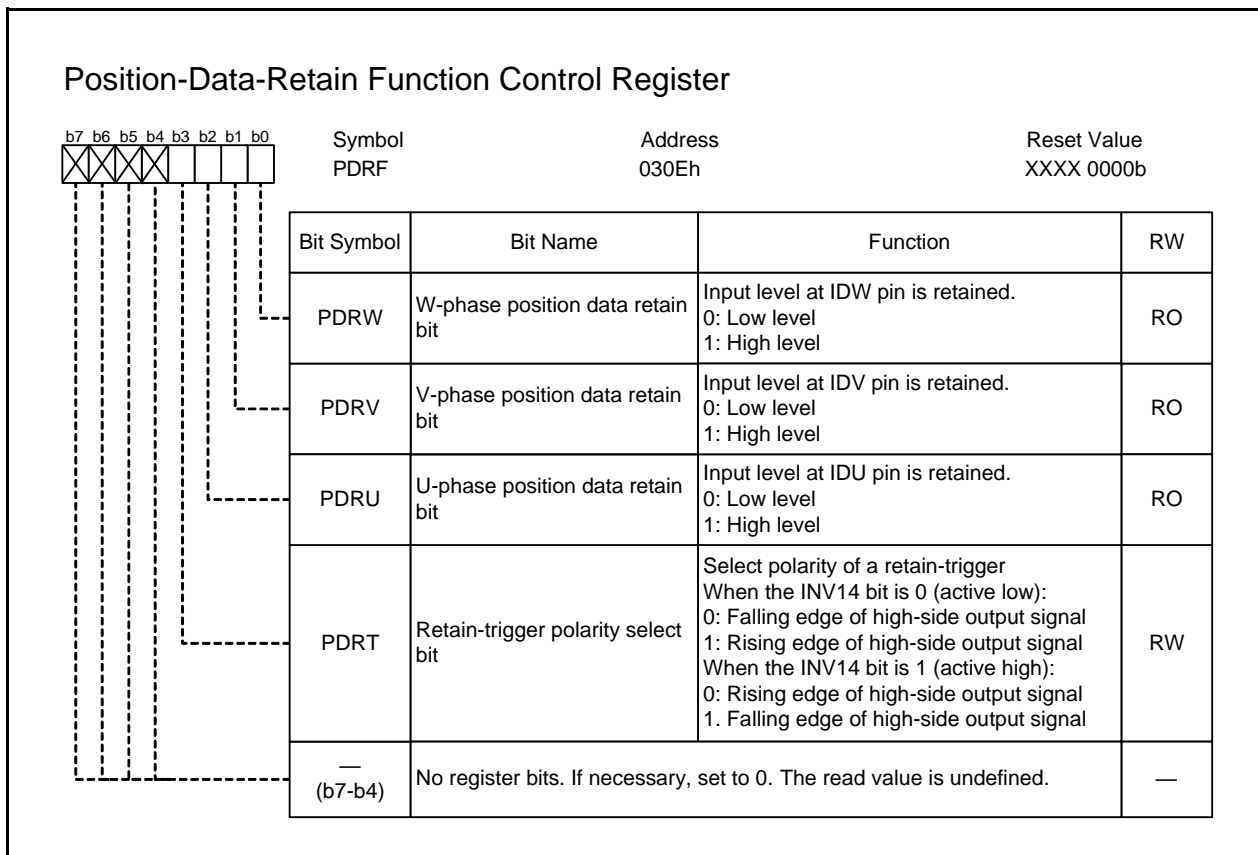 Position-Data-Retain Function Control Register
b7 b6 b5 b4 b3 b2 b1 b0
Symbol Address Reset Value
PDRF 030Eh XXXX 0000b
Bit Symbol Bit Name Function RW
PDRW W-phase position data retain bit Input level at IDW pin is retained. RO
0: Low level
1: High level
PDRV V-phase position data retain bit Input level at IDV pin is retained. RO
0: Low level
1: High level
PDRU U-phase position data retain bit Input level at IDU pin is retained. RO
0: Low level
1: High level
PDRT Retain-trigger polarity select bit Select polarity of a retain-trigger RW
When the INV14 bit is 0 (active low):
0: Falling edge of high-side output signal
1: Rising edge of high-side output signal
When the INV14 bit is 1 (active high):
0: Rising edge of high-side output signal
1. Falling edge of high-side output signal
—
(b7-b4) No register bits. If necessary, set to 0. The read value is undefined. —